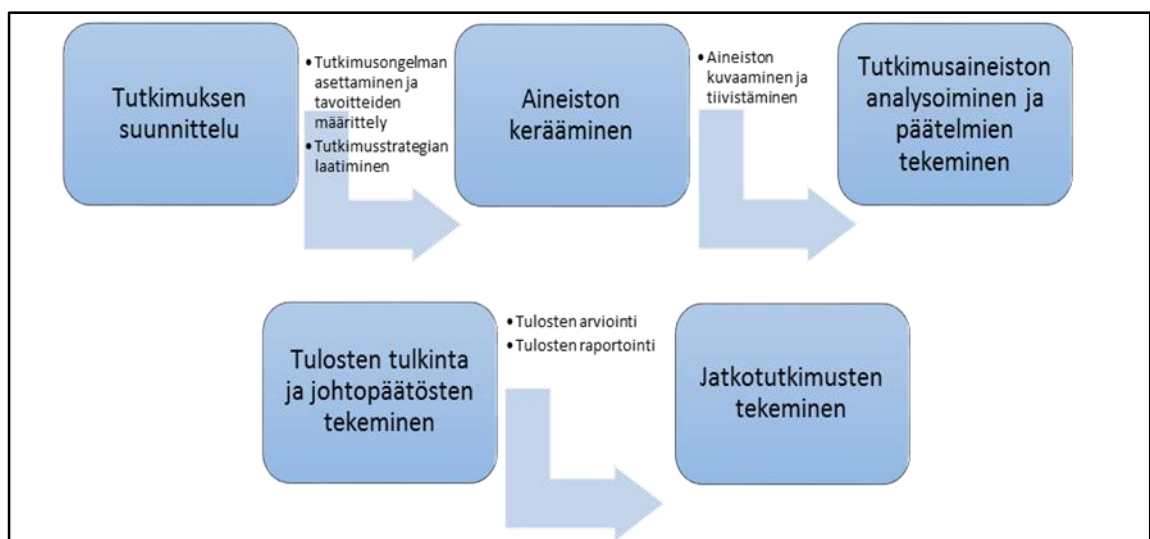 Tutkimuksen
suunnittelu
• Tutkimusongelman
asettaminen ja
tavoitteiden
määrittely
• Tutkimusstrategian
laatiminen
Aineiston
kerääminen
• Aineiston
kuvaaminen ja
tiivistäminen
Tutkimusaineiston
analysoiminen ja
päätelmien
tekeminen
Tulosten tulkinta
ja johtopäätösten
tekeminen
• Tulosten arviointi
• Tulosten raportointi
Jatkotutkimusten
tekeminen